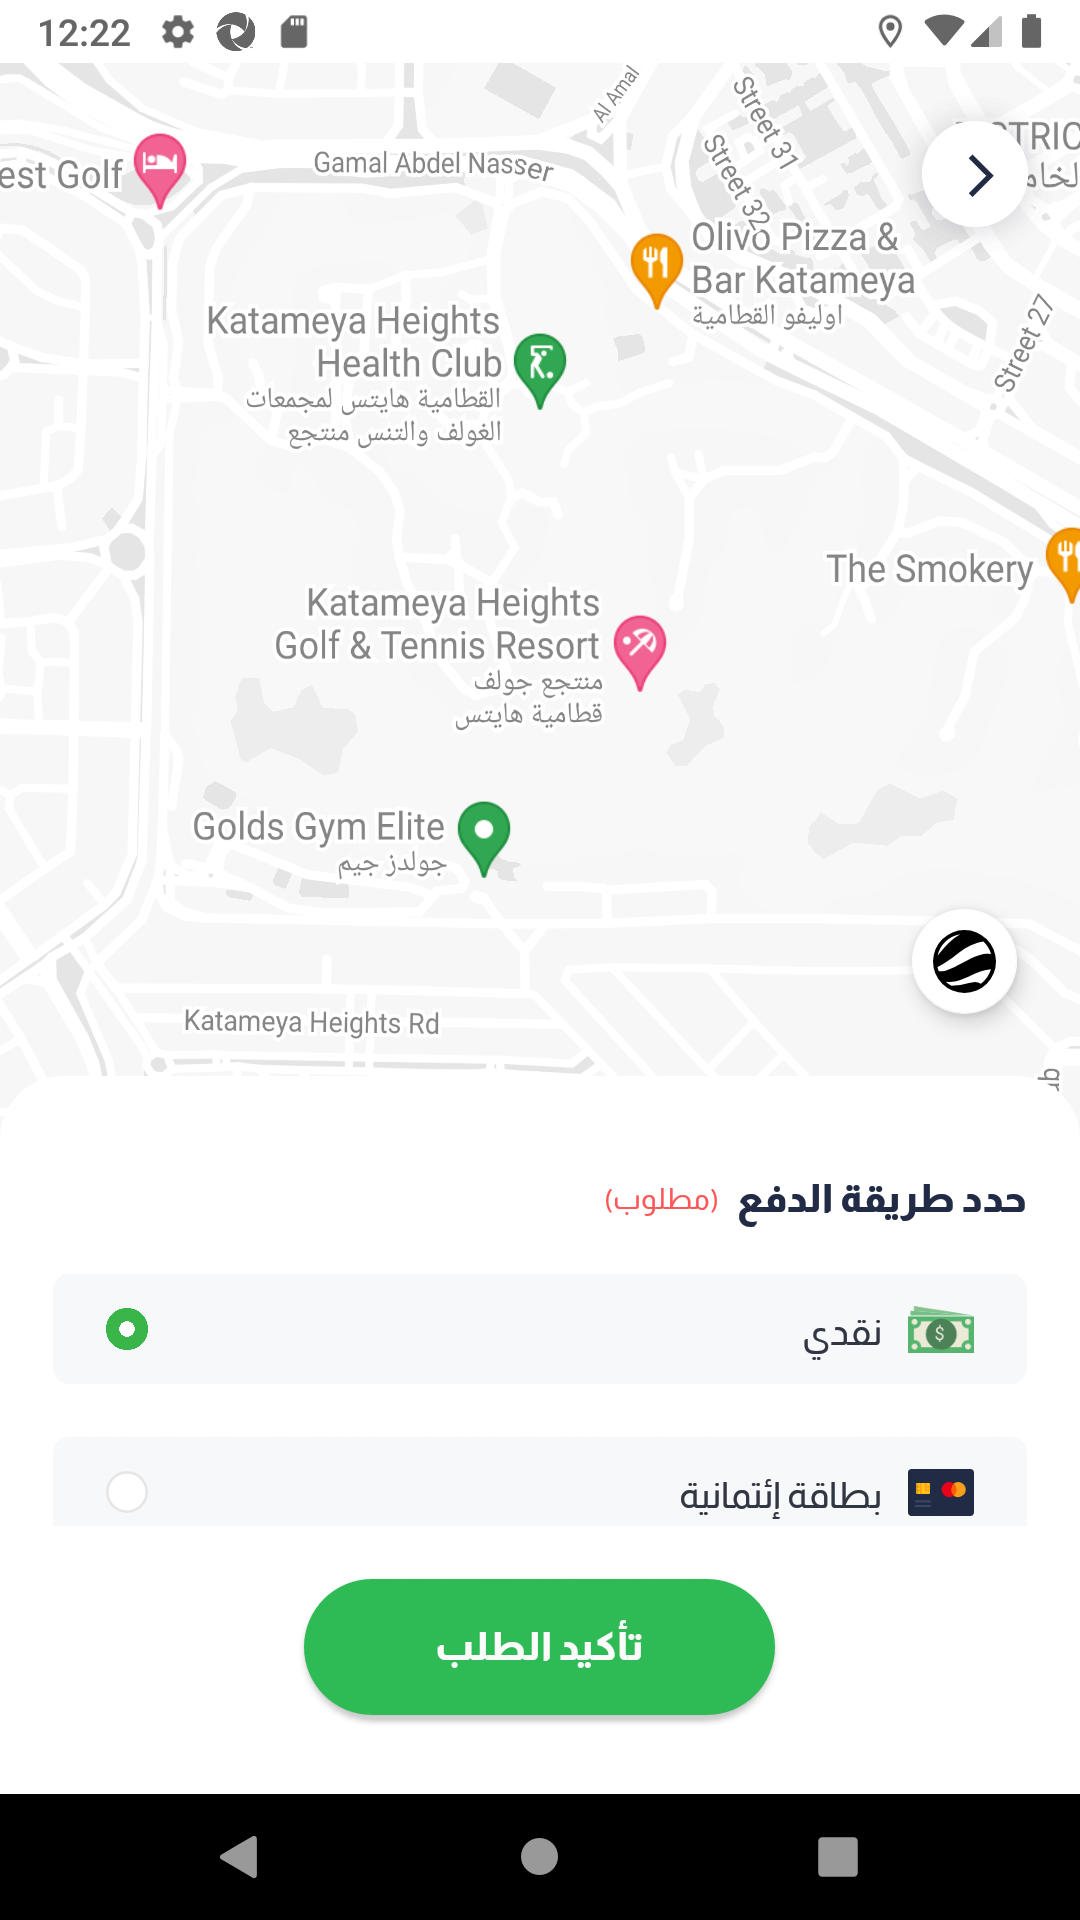 12:22
Al Amal
Street 31
Street 32
Gamal Abdel Nasser
est Golf
TRIC
لخام
Olivo Pizza &
Bar Katameya
اوليفو القطامية
Street 27
Katameya Heights
Health Club
القطامية هايتس لمجمعات
الغولف والتنس منتجع
The Smokery
Katameya Heights
Golf & Tennis Resort
منتجع جولف
قطامية هايتس
Golds Gym Elite
جولدز جيم
Katameya Heights Rd
حدد طريقة الدفع (مطلوب)
نقدي
بطاقة إئتمانية
تأكيد الطلب